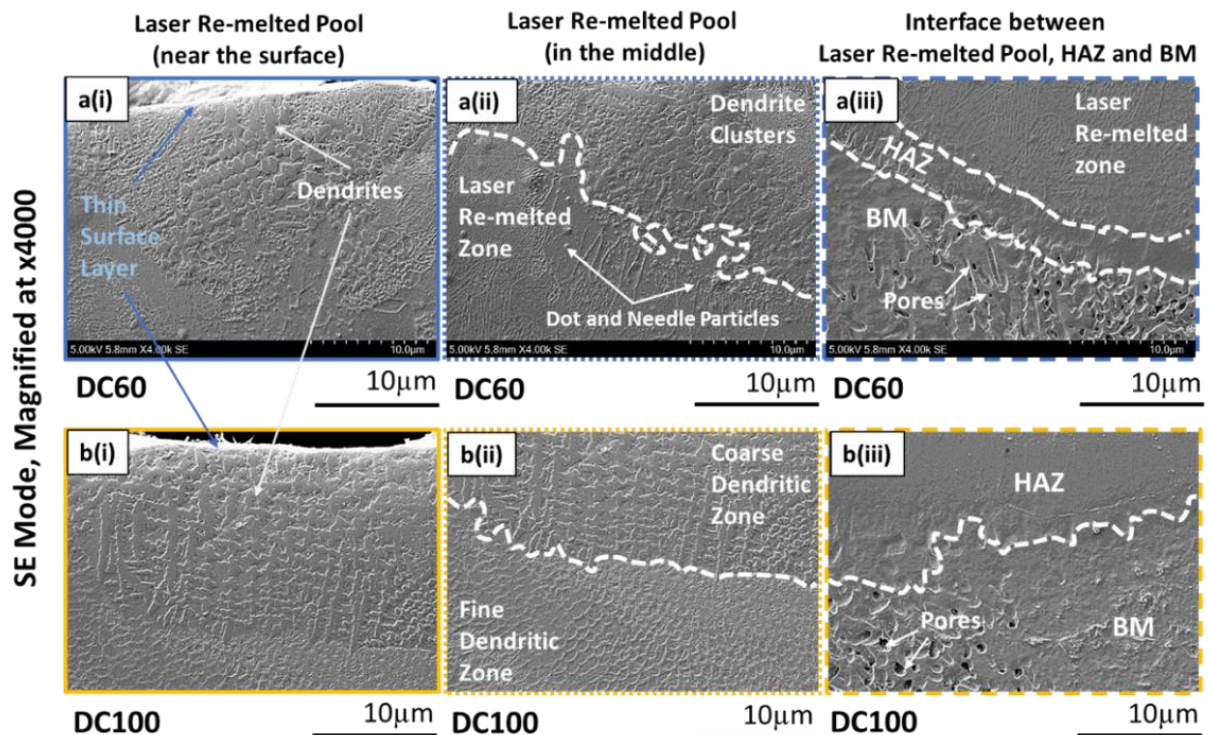 Laser Re-melted Pool
(near the surface)
Laser Re-melted Pool
(in the middle)
Interface between
Laser Re-melted Pool, HAZ and BM
SE Mode, Magnified at x4000
a(i)
Thin
Surface
Layer
Dendrites
5.00kV 5.8mm X4.00k SE
10.0μm
a(ii)
Dendrite
Clusters
Laser
Re-melted
Zone
Dot and Needle Particles
5.00kV 5.8mm X4.00k SE
10.0μm
a(iii)
Laser
Re-melted
zone
HAZ
BM
Pores
5.00kV 5.8mm X4.00k SE
10.0μm
DC60
10μm
DC60
10μm
DC60
10μm
b(i)
b(ii)
Coarse
Dendritic
Zone
Fine
Dendritic
Zone
b(iii)
HAZ
Pores
BM
DC100
10μm
DC100
10μm
DC100
10μm